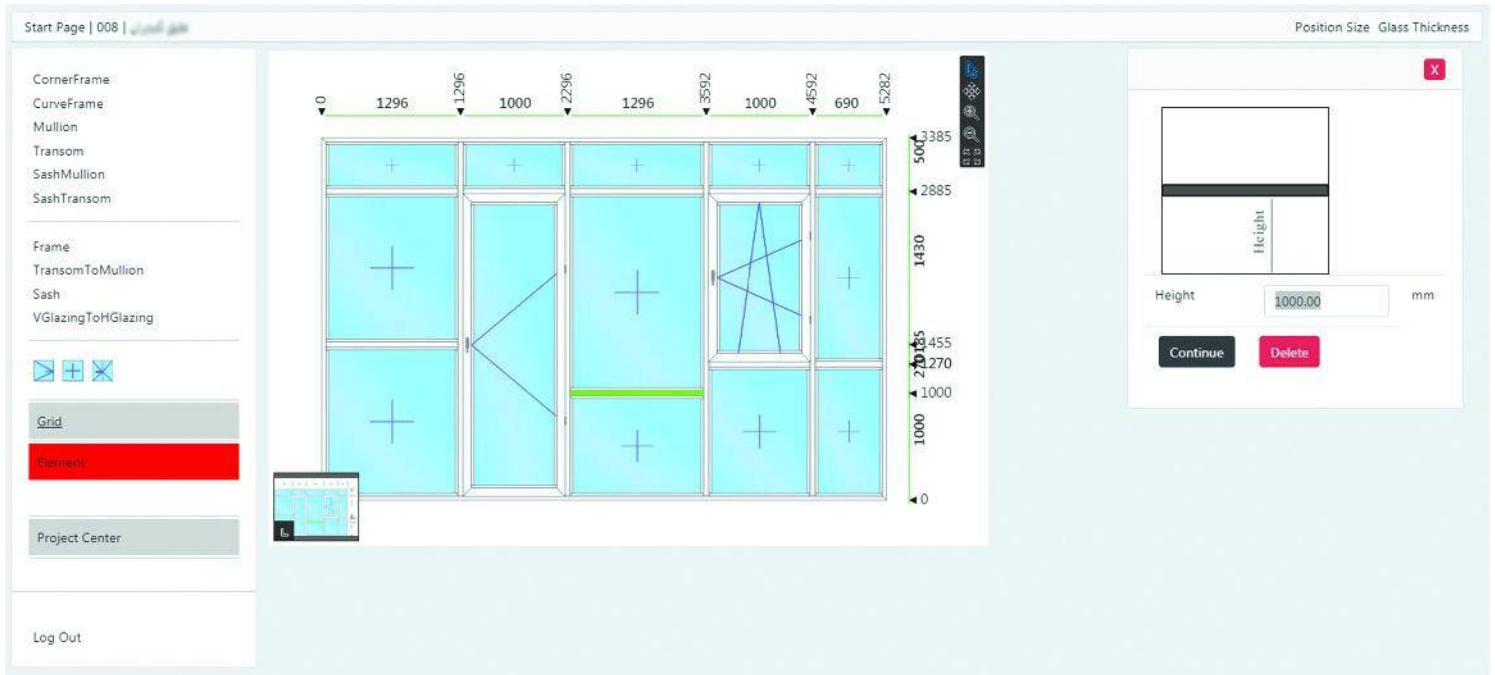 Start Page | 008 |
Position Size Glass Thickness
CornerFrame
CurveFrame
Mullion
Transom
SashMullion
SashTransom
Frame
TransomToMullion
Sash
VGlazingToHGlazing
Grid
Element
Project Center
Log Out
0 1296 1296 1000 2296 1296 3592 1000 4592 690 5282
3385
500
2885
1430
1455
185
1270
270
1000
1000
0
X
Height
Height 1000.00 mm
Continue Delete